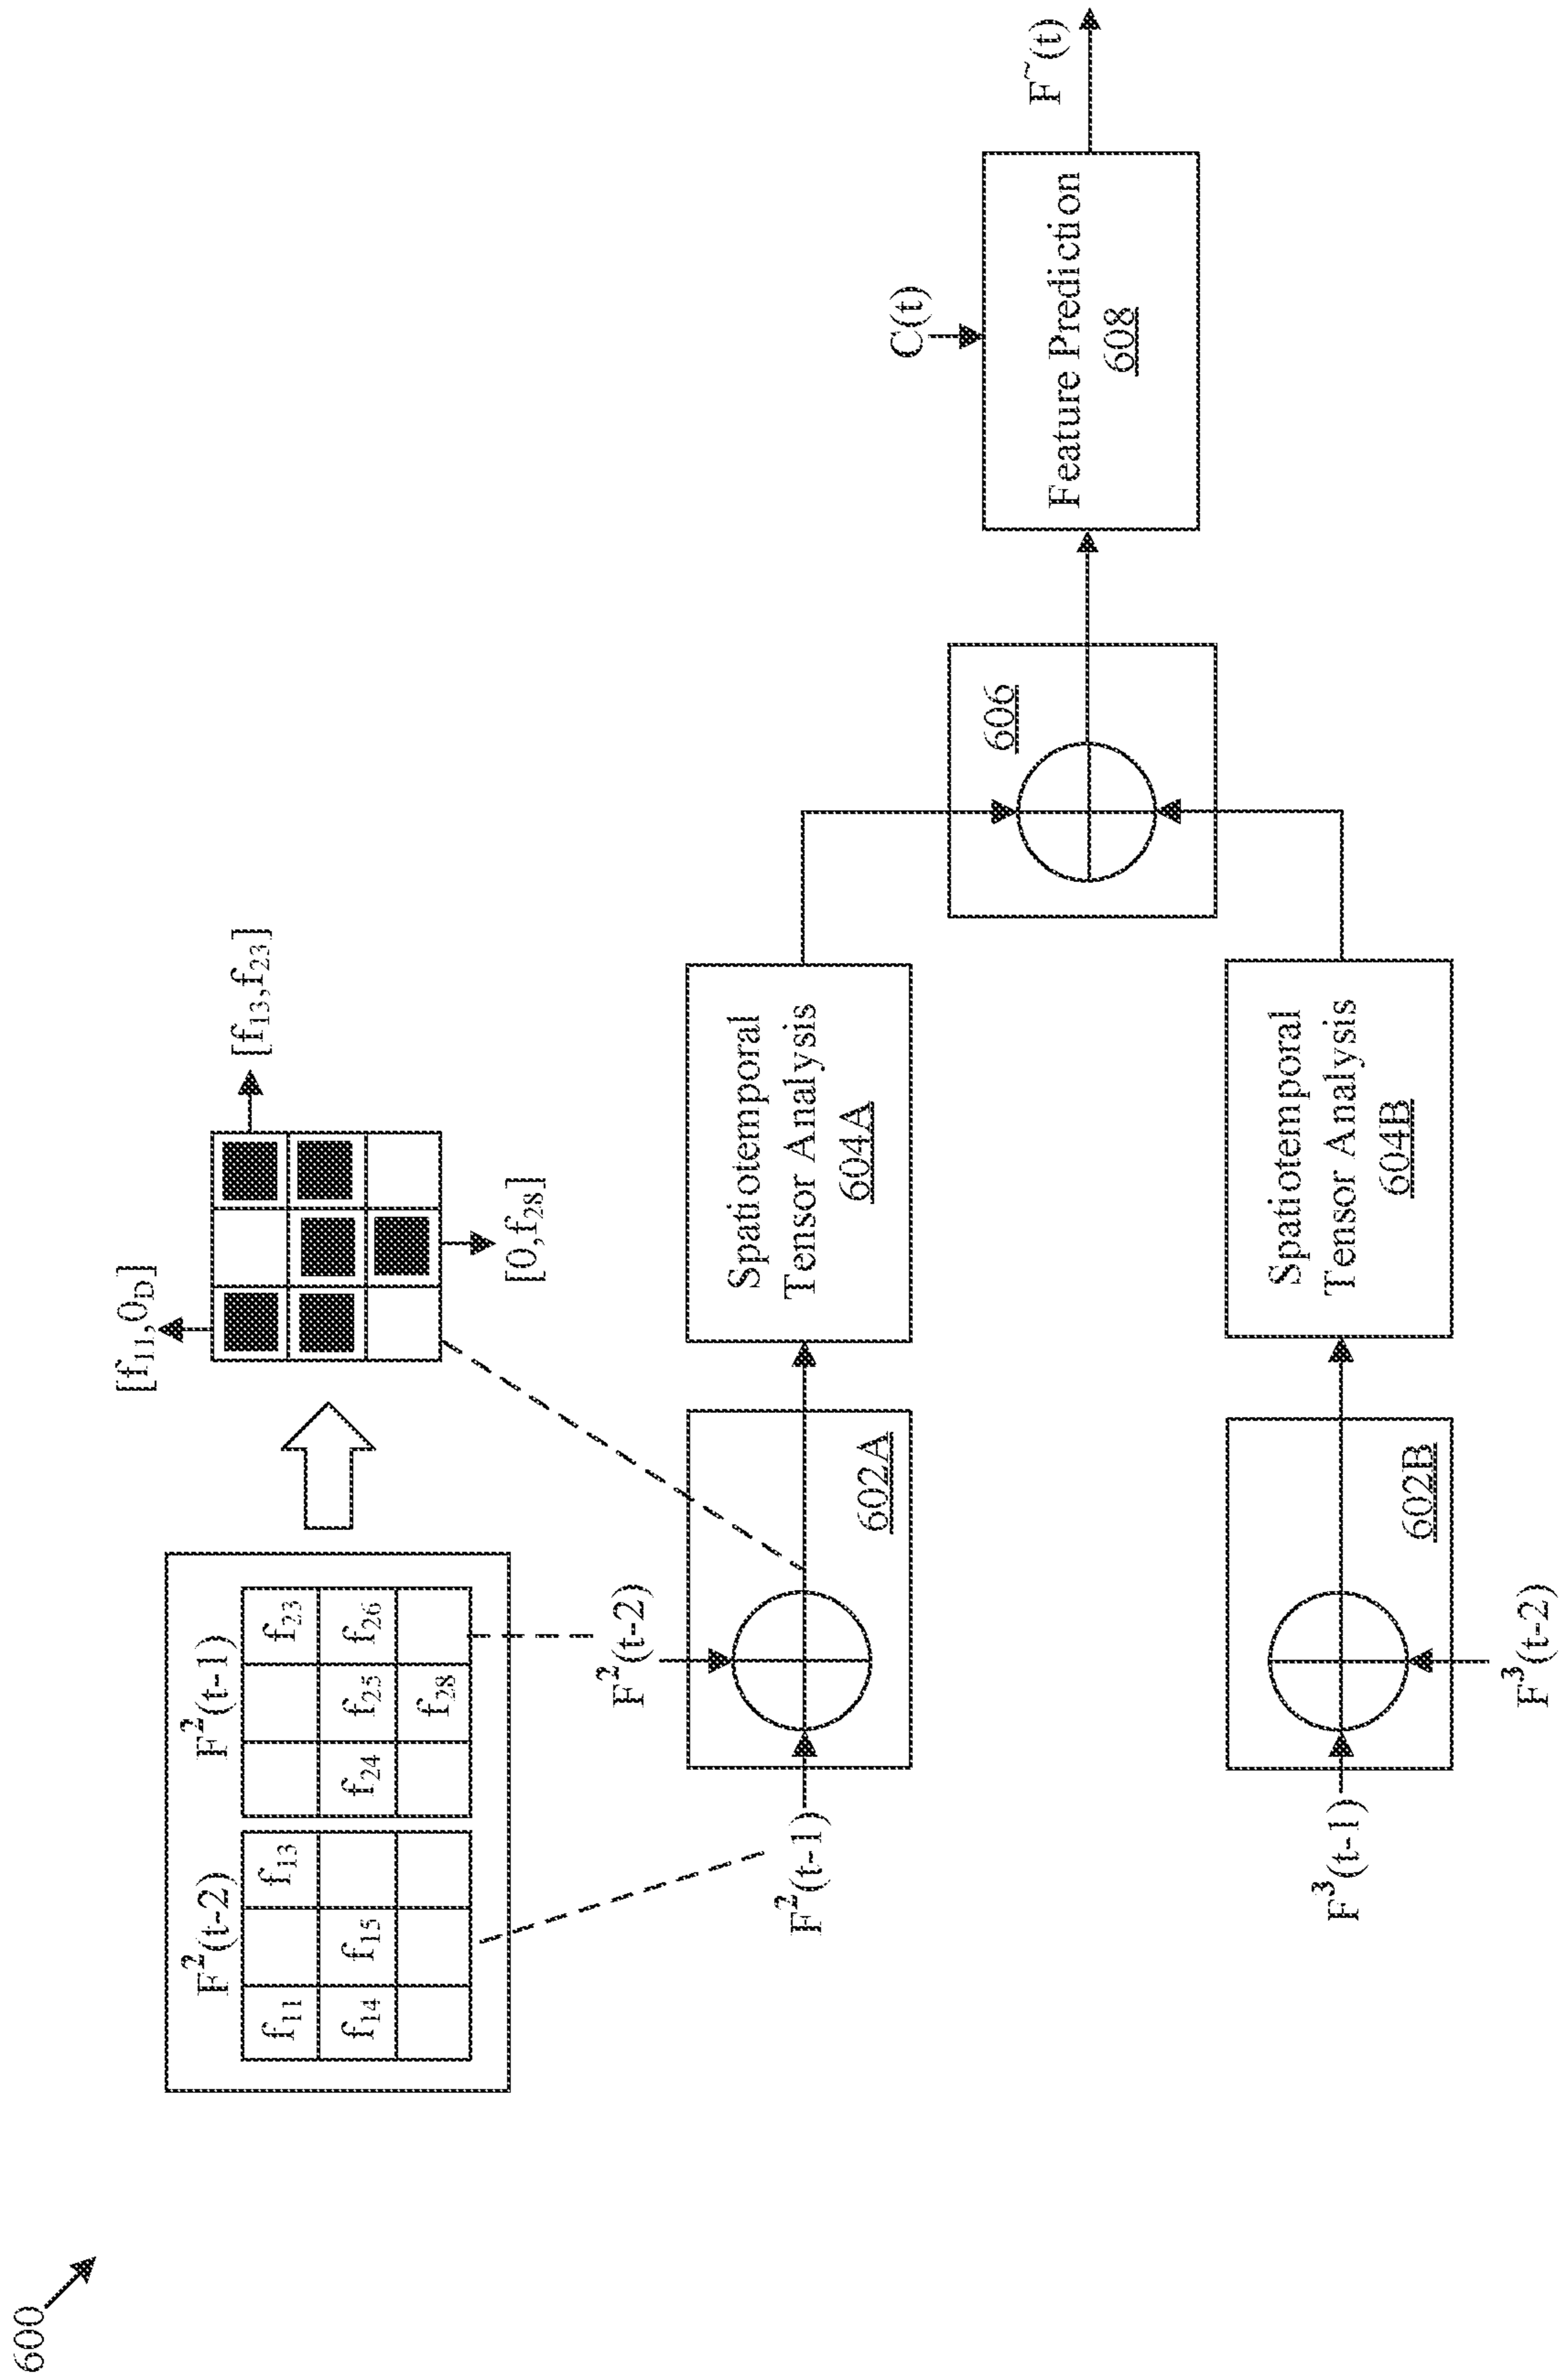 600
F²(t-2)
F²(t-1)
f₁₁
f₁₃
f₂₃
f₁₄
f₁₅
f₂₄
f₂₅
f₂₆
f₂₈
[f₁₁,0_D]
[f₁₃,f₂₃]
[0,f₂₈]
F²(t-2)
F²(t-1)
602A
Spatiotemporal
Tensor Analysis
604A
606
C(t)
Feature Prediction
608
F~(t)
F³(t-1)
F³(t-2)
602B
Spatiotemporal
Tensor Analysis
604B